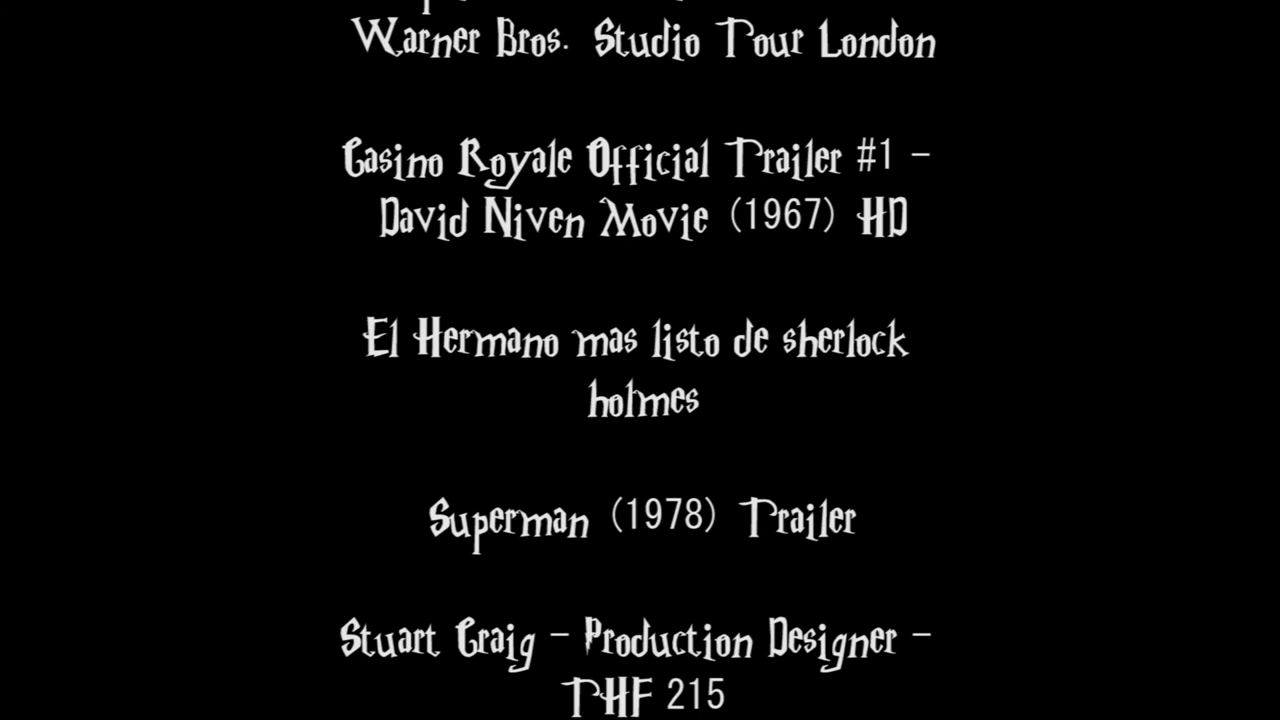 Warner Bros. Studio Tour London
Casino Royale Official Trailer #1 -
David Niven Movie (1967) HD
El Hermano mas listo de sherlock
holmes
Superman (1978) Trailer
Stuart Craig - Production Designer -
THF 215